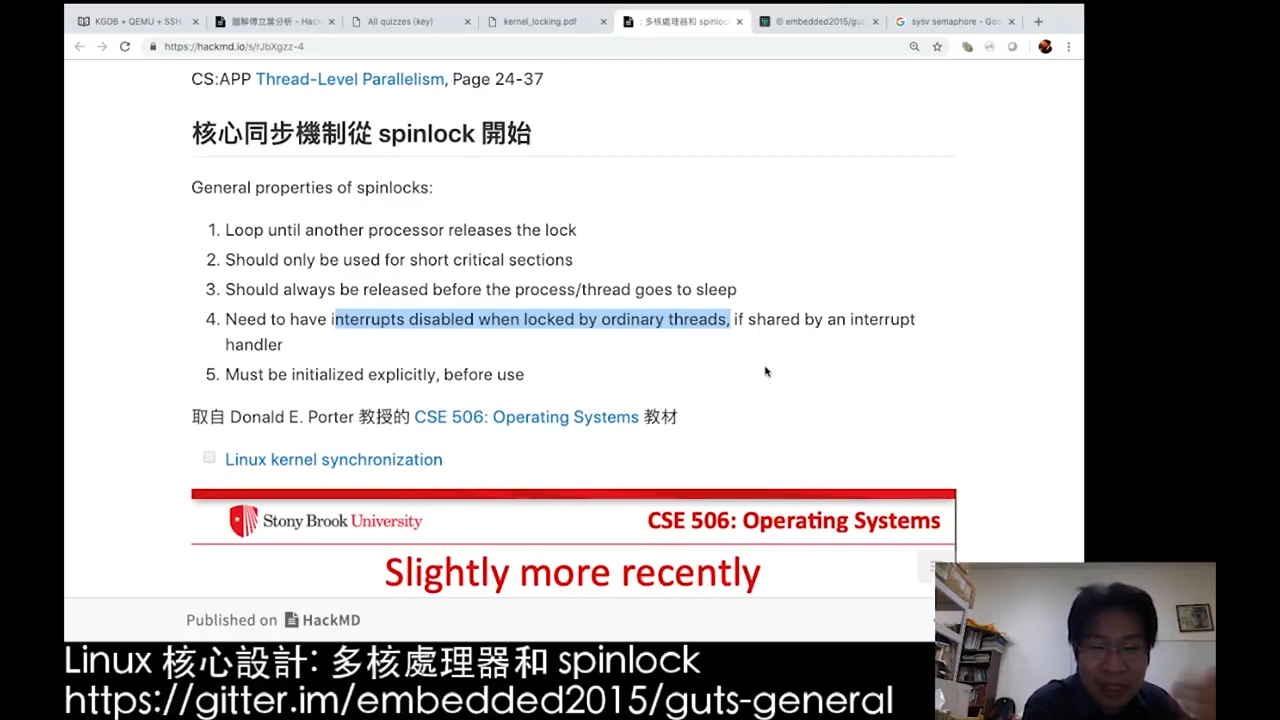 KGDB + QEMU + SSH
圖解傅立葉分析 - Hack
All quizzes (key)
kernel_locking.pdf
: 多核處理器和 spinloc
embedded2015/gut
sysv semaphore - Goo
https://hackmd.io/s/rJbXgzz-4
CS:APP Thread-Level Parallelism, Page 24-37
核心同步機制從 spinlock 開始
General properties of spinlocks:
1. Loop until another processor releases the lock
2. Should only be used for short critical sections
3. Should always be released before the process/thread goes to sleep
4. Need to have interrupts disabled when locked by ordinary threads, if shared by an interrupt
handler
5. Must be initialized explicitly, before use
取自 Donald E. Porter 教授的 CSE 506: Operating Systems 教材
Linux kernel synchronization
Stony Brook University
CSE 506: Operating Systems
Slightly more recently
Published on HackMD
Linux 核心設計: 多核處理器和 spinlock
https://gitter.im/embedded2015/guts-general